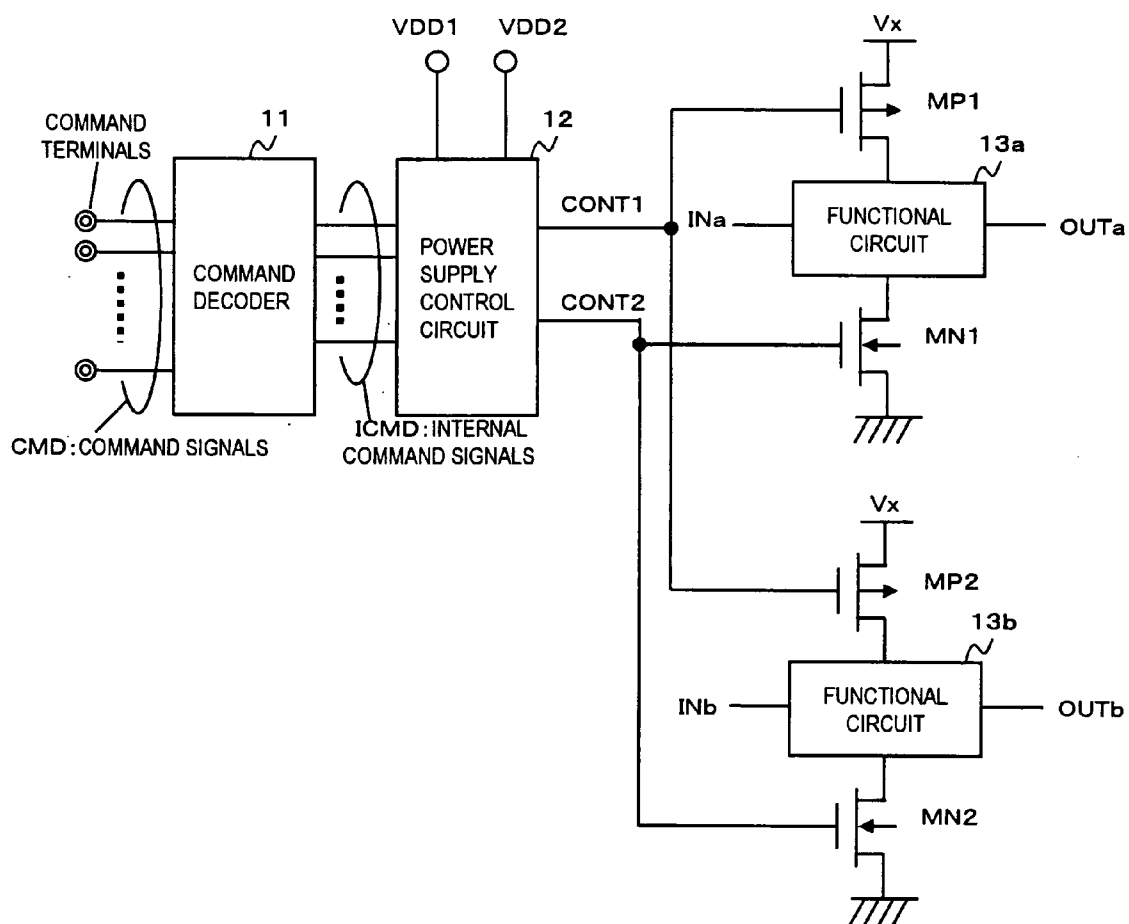 VDD1
VDD2
Vx
COMMAND
TERMINALS
11
12
MP1
13a
CONT1
INa
FUNCTIONAL
CIRCUIT
OUTa
COMMAND
DECODER
POWER
SUPPLY
CONTROL
CIRCUIT
CONT2
MN1
CMD:COMMAND SIGNALS
ICMD:INTERNAL
COMMAND SIGNALS
Vx
MP2
13b
INb
FUNCTIONAL
CIRCUIT
OUTb
MN2